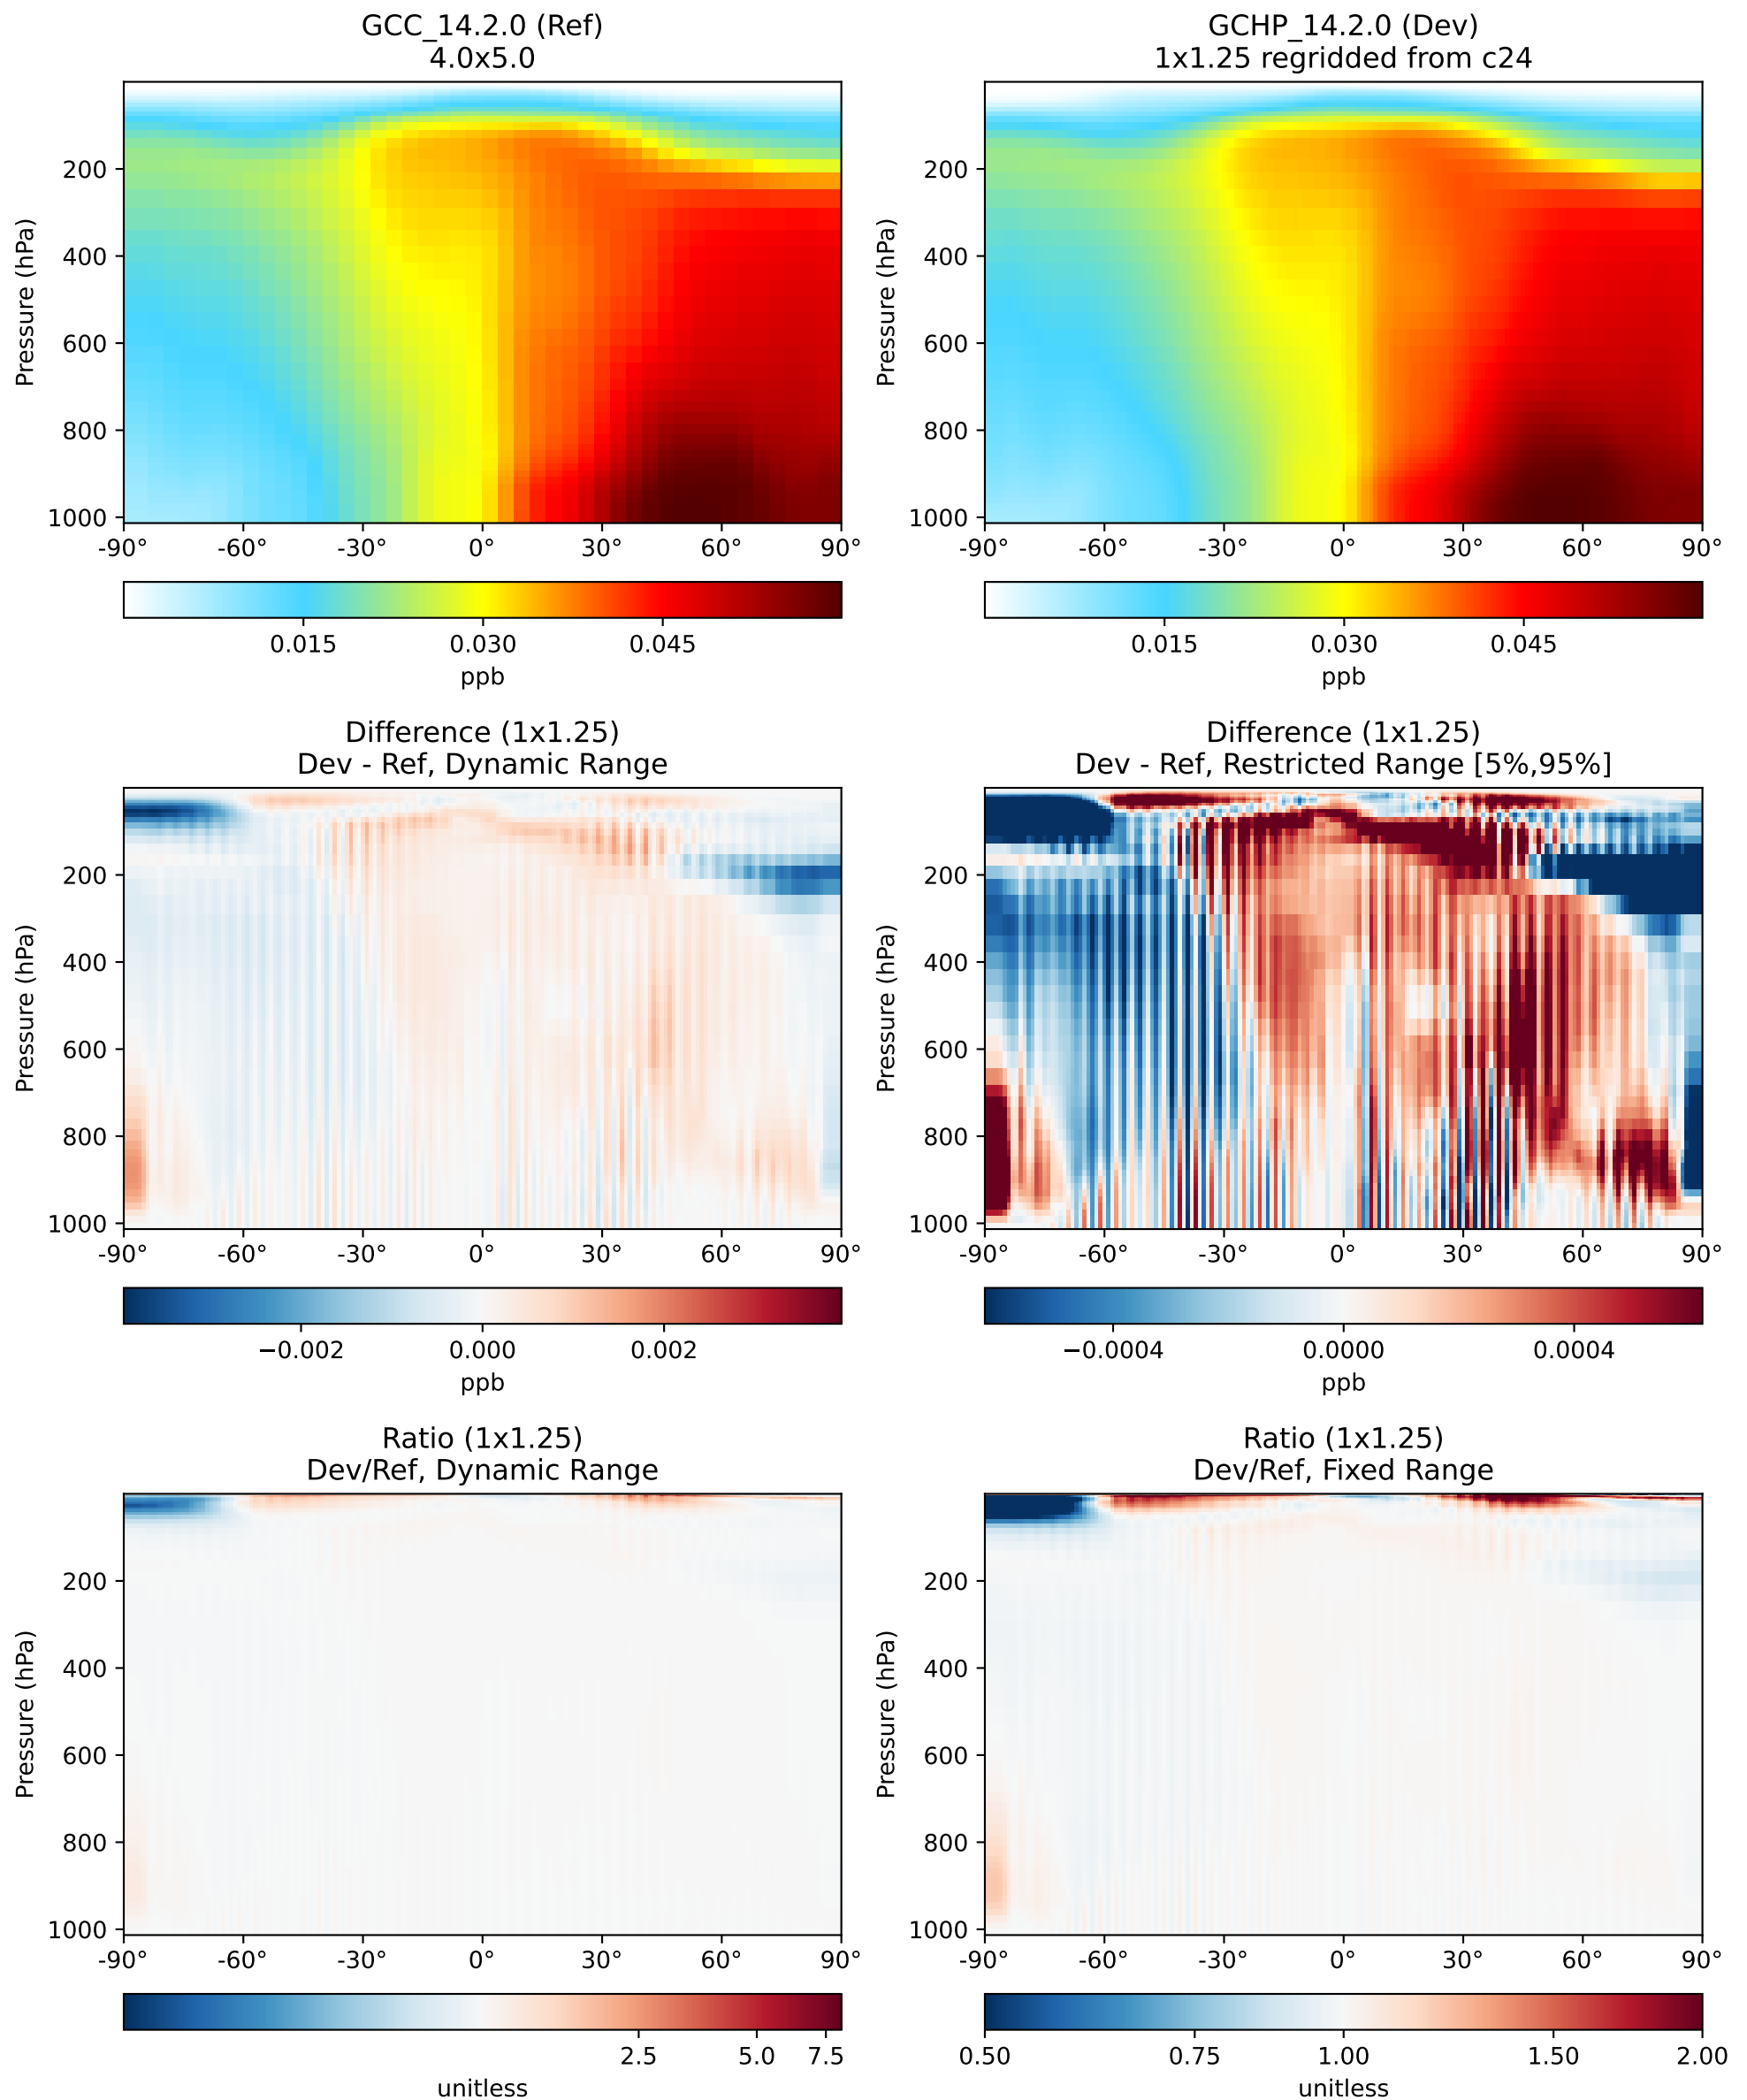 GCC_14.2.0 (Ref)
4.0x5.0
GCHP_14.2.0 (Dev)
1x1.25 regridded from c24
Pressure (hPa)
200
400
600
800
1000
-90° -60° -30° 0° 30° 60° 90°
0.015 0.030 0.045
ppb
Pressure (hPa)
200
400
600
800
1000
-90° -60° -30° 0° 30° 60° 90°
0.015 0.030 0.045
ppb
Difference (1x1.25)
Dev - Ref, Dynamic Range
Pressure (hPa)
200
400
600
800
1000
-90° -60° -30° 0° 30° 60° 90°
−0.002 0.000 0.002
ppb
Difference (1x1.25)
Dev - Ref, Restricted Range [5%,95%]
Pressure (hPa)
200
400
600
800
1000
-90° -60° -30° 0° 30° 60° 90°
−0.0004 0.0000 0.0004
ppb
Ratio (1x1.25)
Dev/Ref, Dynamic Range
Pressure (hPa)
200
400
600
800
1000
-90° -60° -30° 0° 30° 60° 90°
2.5 5.0 7.5
unitless
Ratio (1x1.25)
Dev/Ref, Fixed Range
Pressure (hPa)
200
400
600
800
1000
-90° -60° -30° 0° 30° 60° 90°
0.50 0.75 1.00 1.50 2.00
unitless